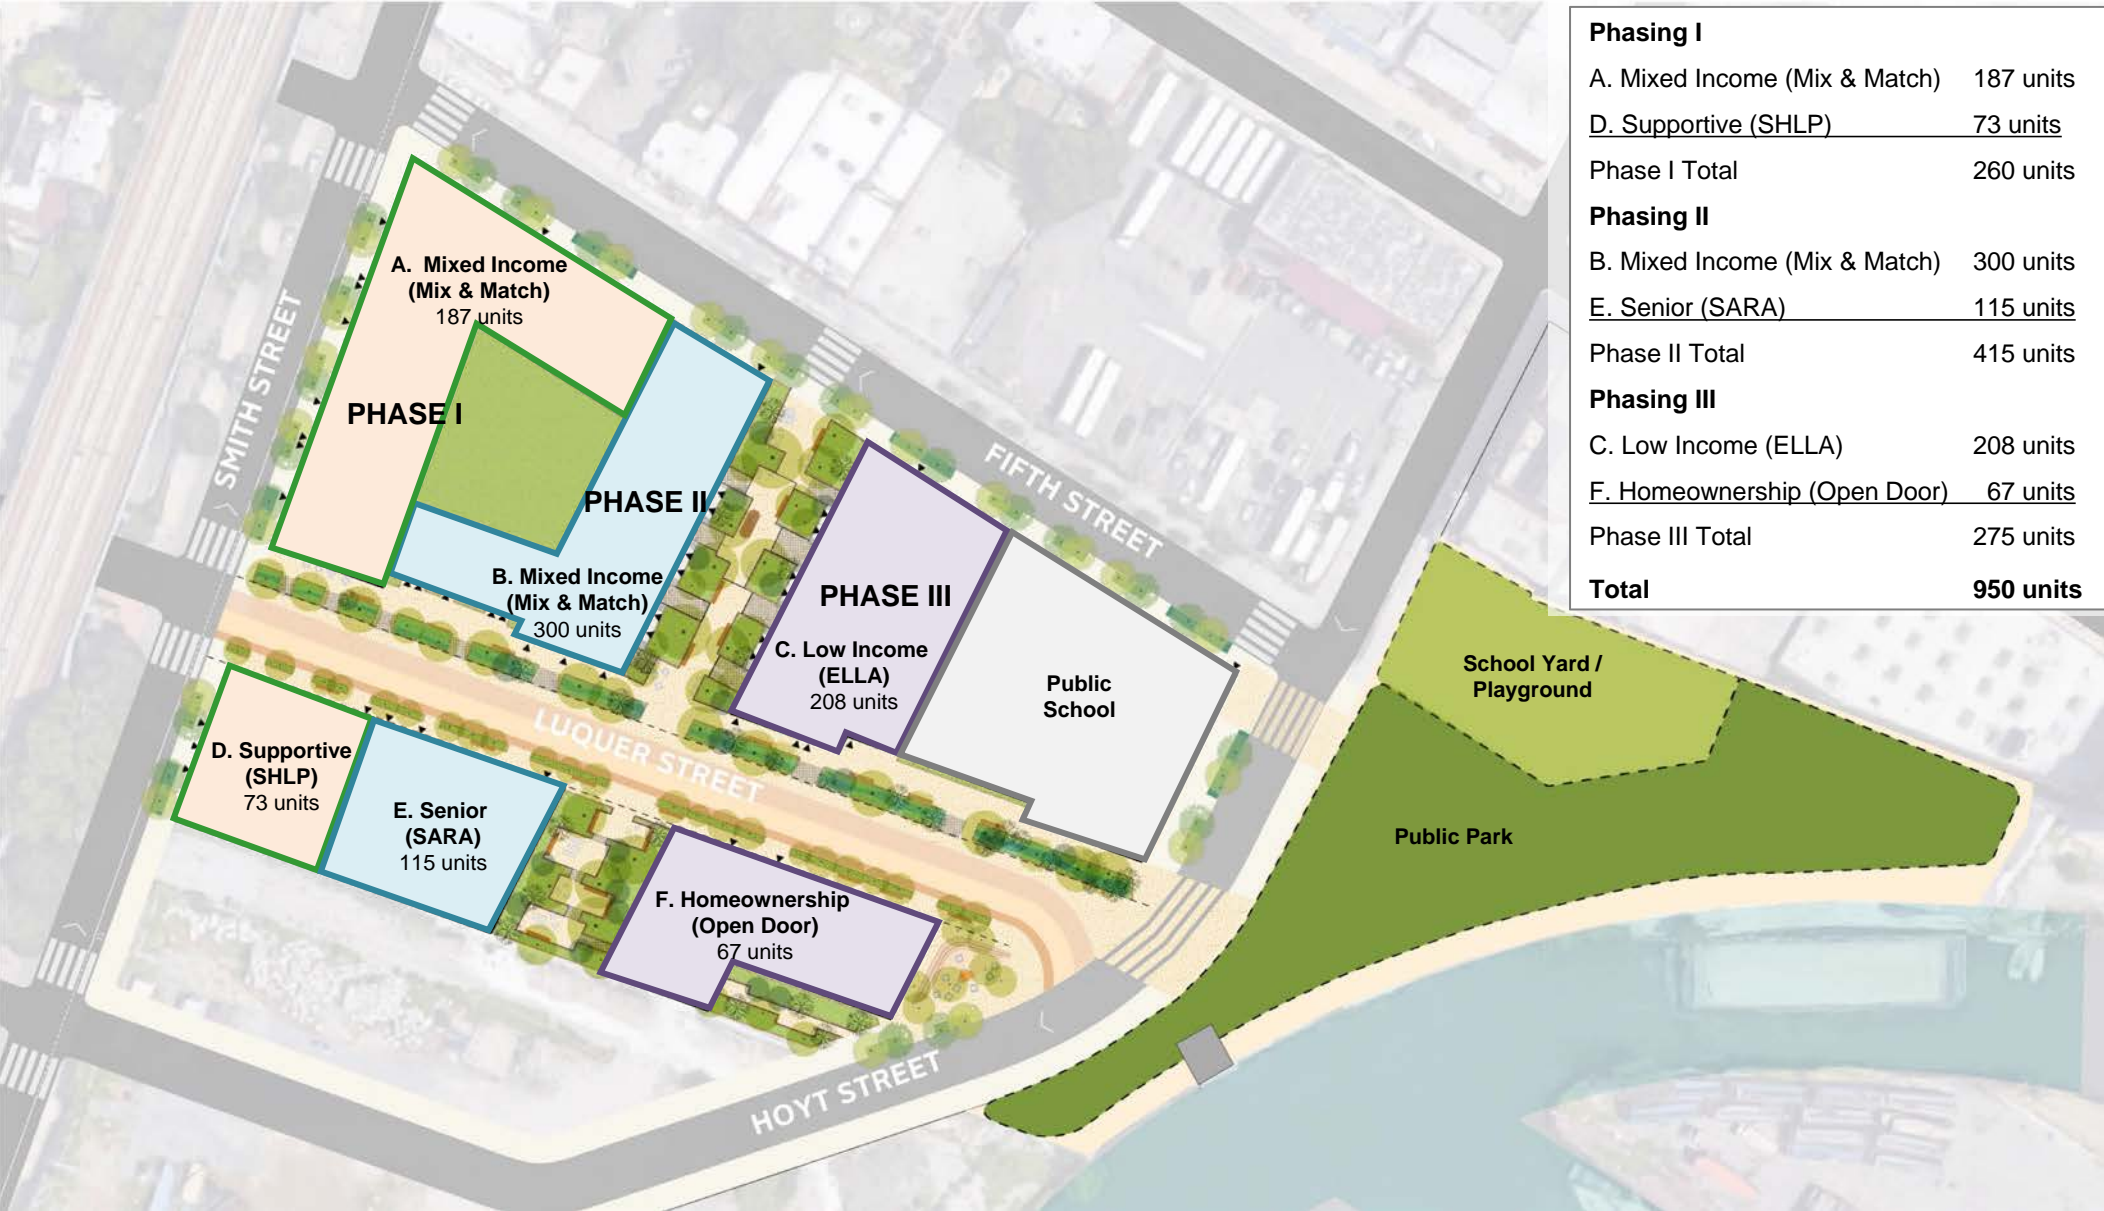 Phasing I
A. Mixed Income (Mix & Match) 187 units
D. Supportive (SHLP) 73 units
Phase I Total 260 units
Phasing II
B. Mixed Income (Mix & Match) 300 units
E. Senior (SARA) 115 units
Phase II Total 415 units
Phasing III
C. Low Income (ELLA) 208 units
F. Homeownership (Open Door) 67 units
Phase III Total 275 units
Total 950 units
A. Mixed Income
(Mix & Match)
187 units
PHASE I
SMITH STREET
PHASE II
B. Mixed Income
(Mix & Match)
300 units
FIFTH STREET
PHASE III
C. Low Income
(ELLA)
208 units
Public
School
School Yard /
Playground
Public Park
LUQUER STREET
D. Supportive
(SHLP)
73 units
E. Senior
(SARA)
115 units
F. Homeownership
(Open Door)
67 units
HOYT STREET